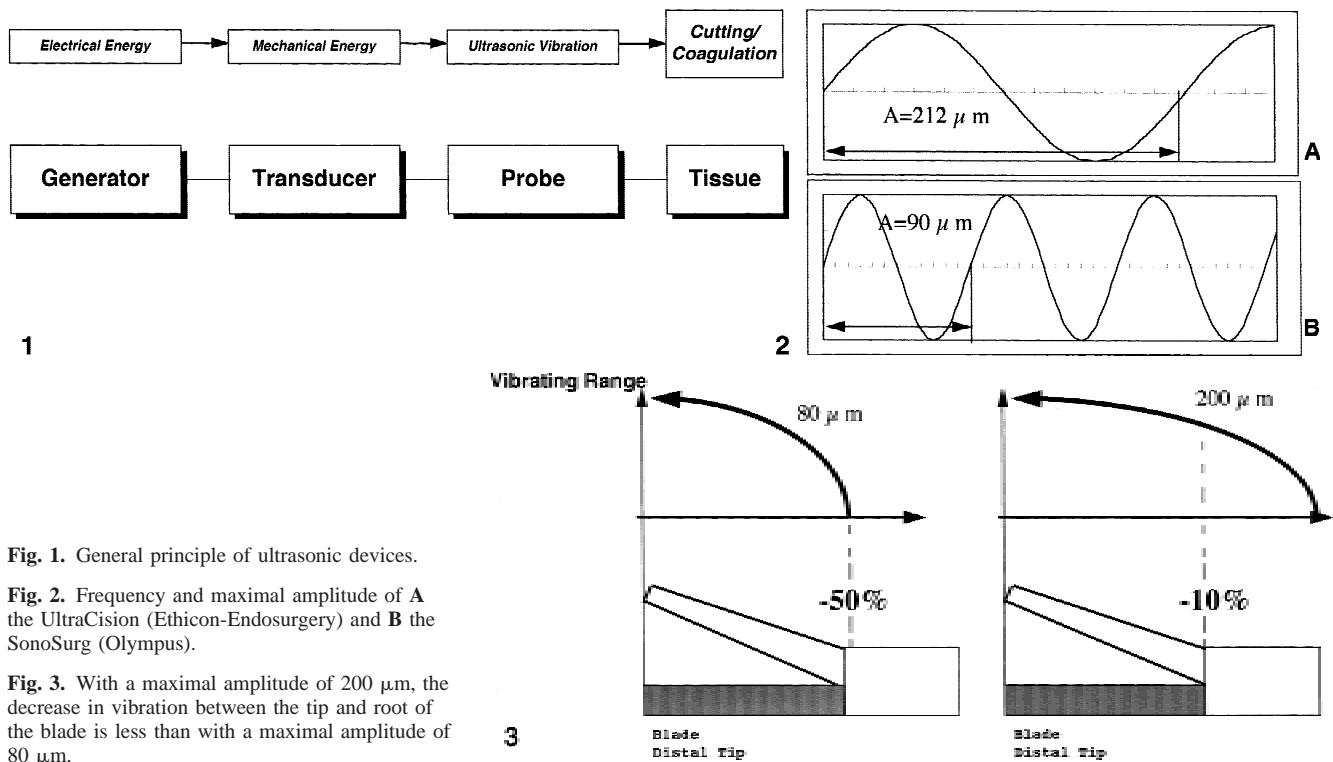 Electrical Energy
Mechanical Energy
Ultrasonic Vibration
Cutting/
Coagulation
Generator
Transducer
Probe
Tissue
1
A=212 μ m
A
A=90 μ m
B
2
Vibrating Range
80 μ m
200 μ m
-50%
-10%
Blade
Distal Tip
Blade
Distal Tip
3
Fig. 1. General principle of ultrasonic devices.
Fig. 2. Frequency and maximal amplitude of A
the UltraCision (Ethicon-Endosurgery) and B the
SonoSurg (Olympus).
Fig. 3. With a maximal amplitude of 200 μm, the
decrease in vibration between the tip and root of
the blade is less than with a maximal amplitude of
80 μm.